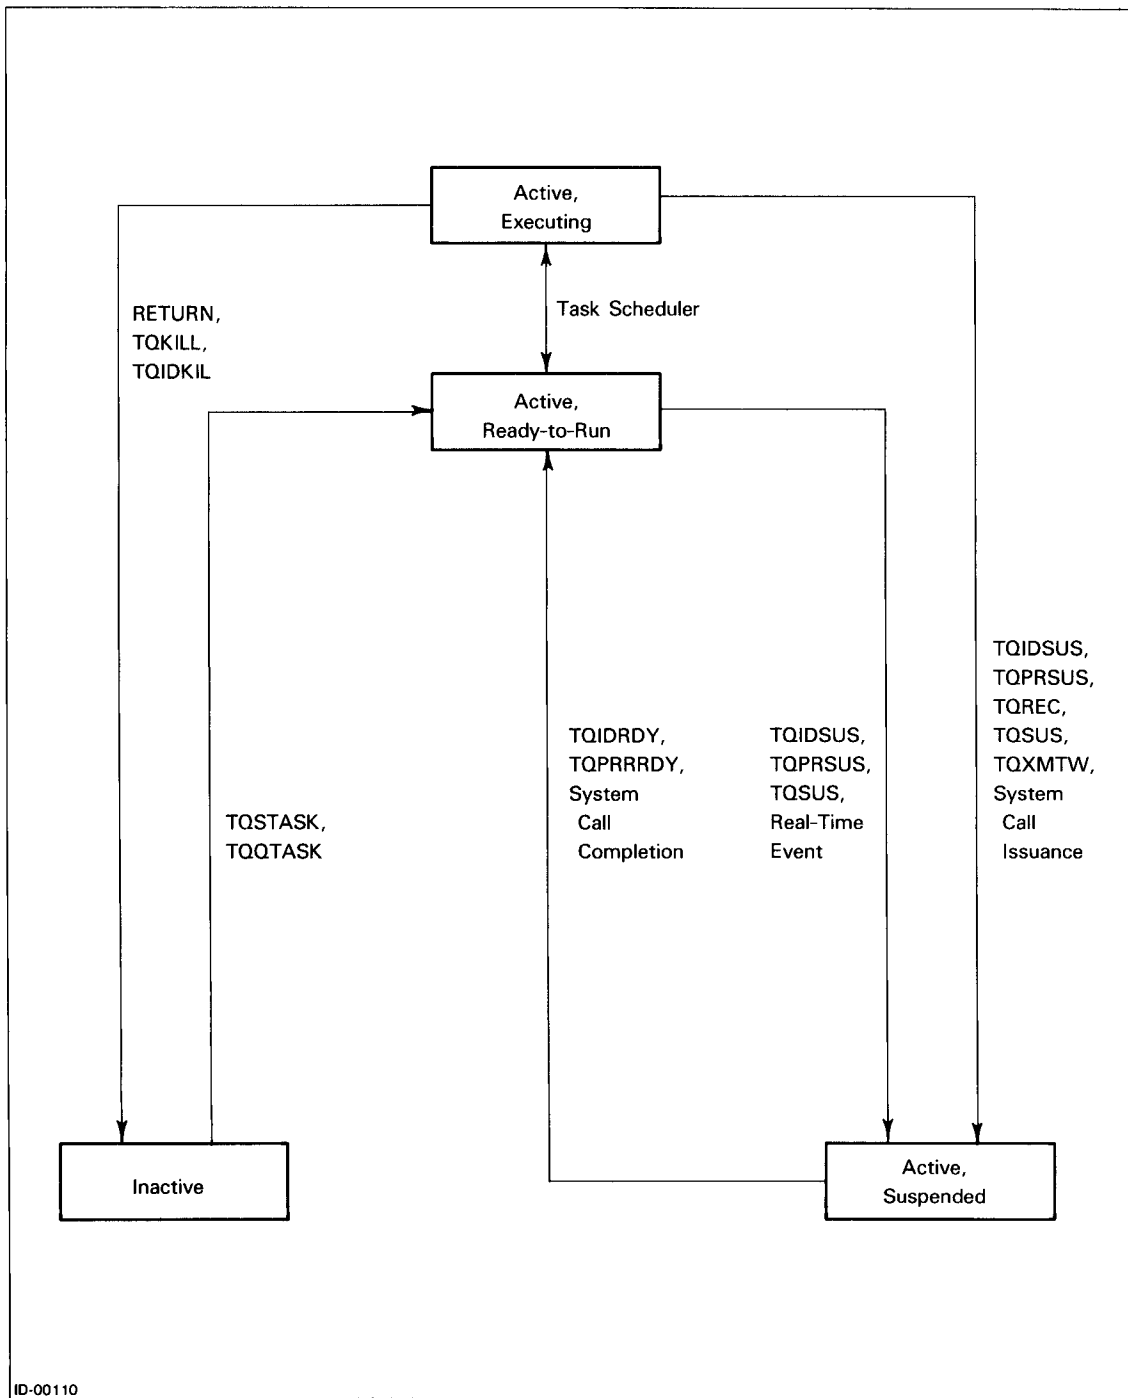 Active,
Executing
Task Scheduler
RETURN,
TQKILL,
TQIDKIL
Active,
Ready-to-Run
TQIDSUS,
TQPRSUS,
TQREC,
TQSUS,
TQXMTW,
System
Call
Issuance
TQIDRDY,
TQPRRRDY,
System
Call
Completion
TQIDSUS,
TQPRSUS,
TQSUS,
Real-Time
Event
TQSTASK,
TQQTASK
Inactive
Active,
Suspended
ID-00110